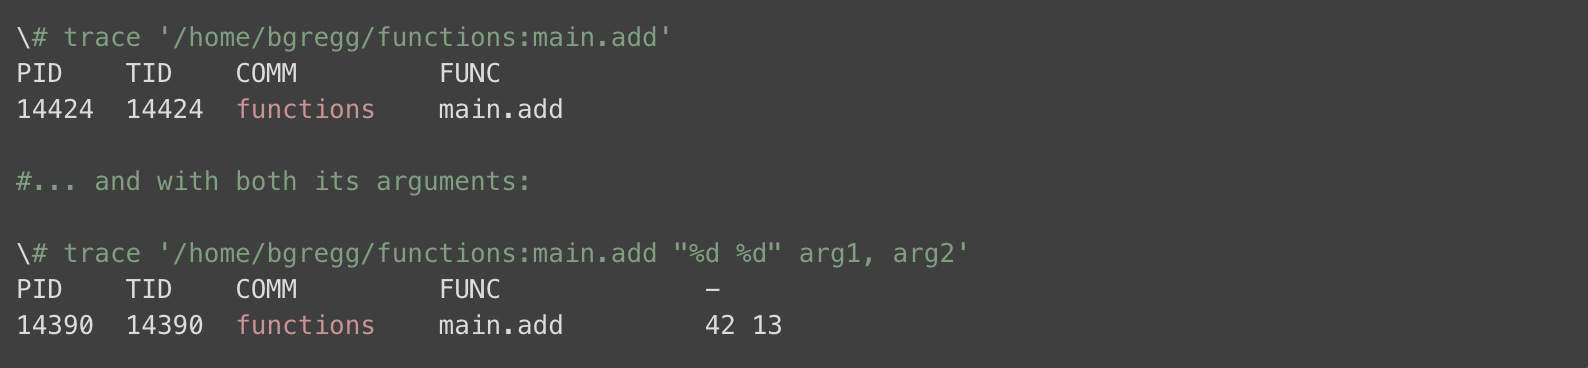 \# trace '/home/bgregg/functions:main.add'
PID    TID    COMM         FUNC
14424  14424  functions    main.add
#... and with both its arguments:
\# trace '/home/bgregg/functions:main.add "%d %d" arg1, arg2'
PID    TID    COMM         FUNC             -
14390  14390  functions    main.add         42 13